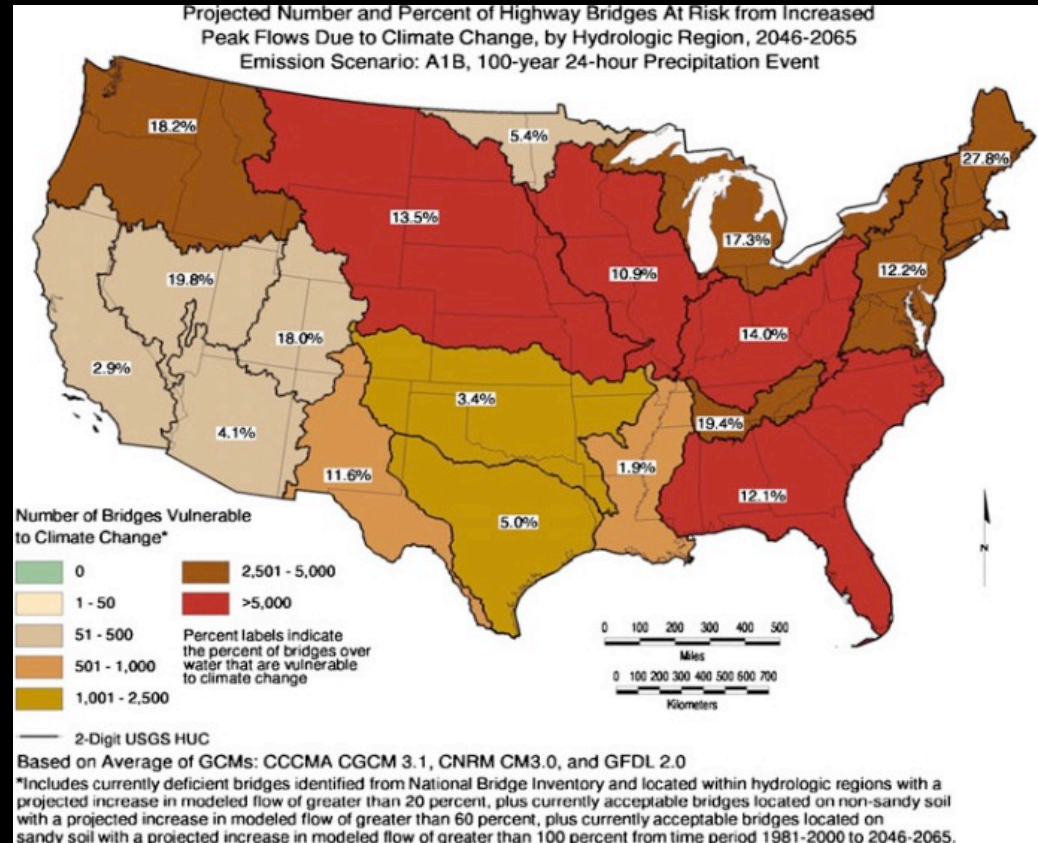 Projected Number and Percent of Highway Bridges At Risk from Increased
Peak Flows Due to Climate Change, by Hydrologic Region, 2046-2065
Emission Scenario: A1B, 100-year 24-hour Precipitation Event
18.2%
5.4%
27.8%
13.5%
17.3%
12.2%
19.8%
10.9%
18.0%
14.0%
2.9%
3.4%
19.4%
4.1%
11.6%
1.9%
12.1%
5.0%
Number of Bridges Vulnerable
to Climate Change*
0
1 - 50
51 - 500
501 - 1,000
1,001 - 2,500
2,501 - 5,000
>5,000
Percent labels indicate
the percent of bridges over
water that are vulnerable
to climate change
2-Digit USGS HUC
N
0 100 200 300 400 500
Miles
0 100 200 300 400 500 600 700
Kilometers
Based on Average of GCMs: CCCMA CGCM 3.1, CNRM CM3.0, and GFDL 2.0
*Includes currently deficient bridges identified from National Bridge Inventory and located within hydrologic regions with a
projected increase in modeled flow of greater than 20 percent, plus currently acceptable bridges located on non-sandy soil
with a projected increase in modeled flow of greater than 60 percent, plus currently acceptable bridges located on
sandy soil with a projected increase in modeled flow of greater than 100 percent from time period 1981-2000 to 2046-2065.